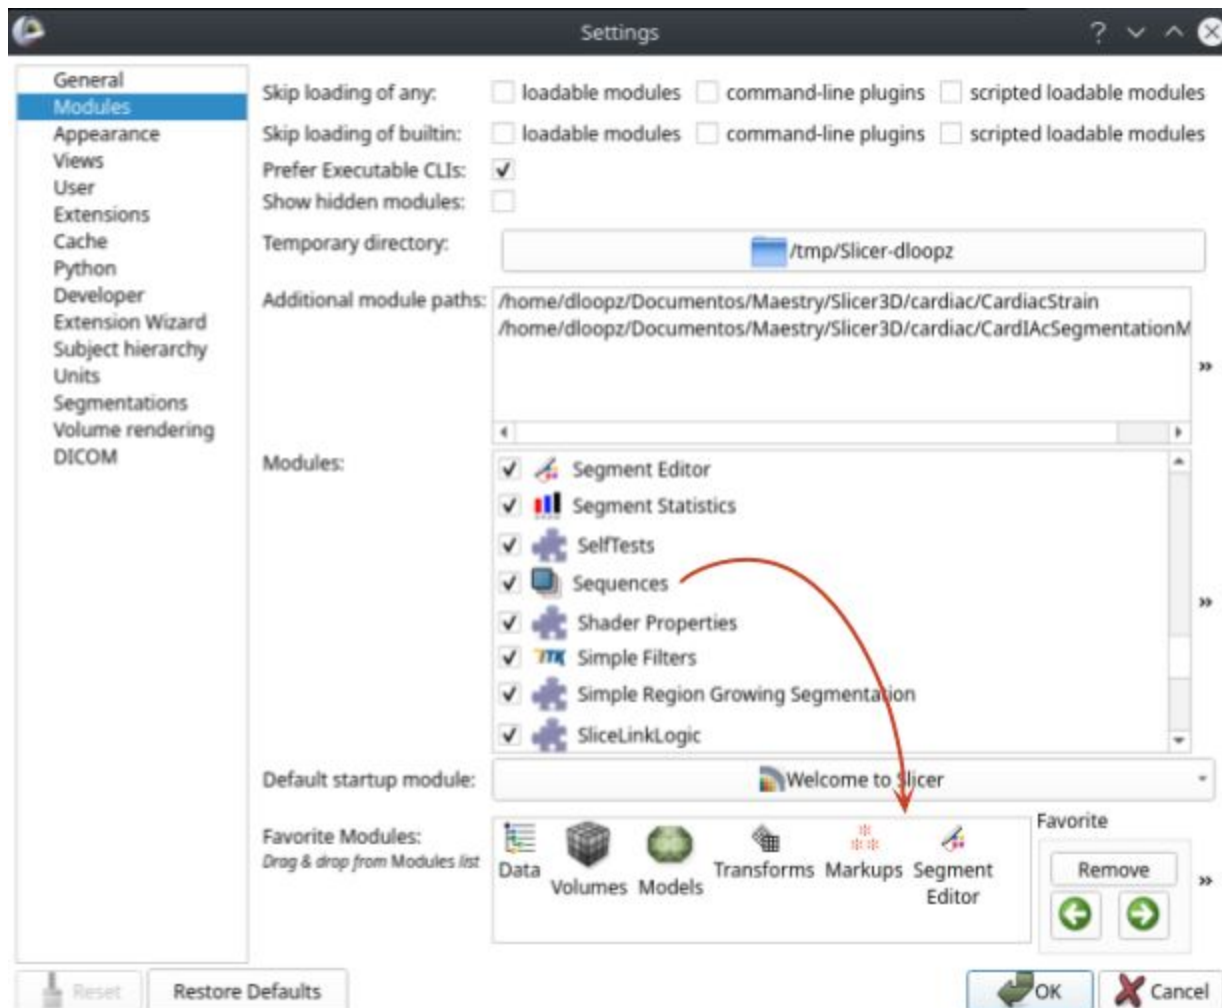 Settings
?
General
Modules
Appearance
Views
User
Extensions
Cache
Python
Developer
Extension Wizard
Subject hierarchy
Units
Segmentations
Volume rendering
DICOM
Skip loading of any: loadable modules command-line plugins scripted loadable modules
Skip loading of builtin: loadable modules command-line plugins scripted loadable modules
Prefer Executable CLIs:
Show hidden modules:
Temporary directory: /tmp/Slicer-dloopz
Additional module paths: /home/dloopz/Documentos/Maestry/Slicer3D/cardiac/CardiacStrain
/home/dloopz/Documentos/Maestry/Slicer3D/cardiac/CardIAcSegmentationM
»
Modules:
Segment Editor
Segment Statistics
SelfTests
Sequences
Shader Properties
ITK Simple Filters
Simple Region Growing Segmentation
SliceLinkLogic
»
Default startup module: Welcome to Slicer
Favorite Modules:
Drag & drop from Modules list
Data
Volumes
Models
Transforms
Markups
Segment
Editor
Favorite
Remove
»
Reset
Restore Defaults
OK
Cancel